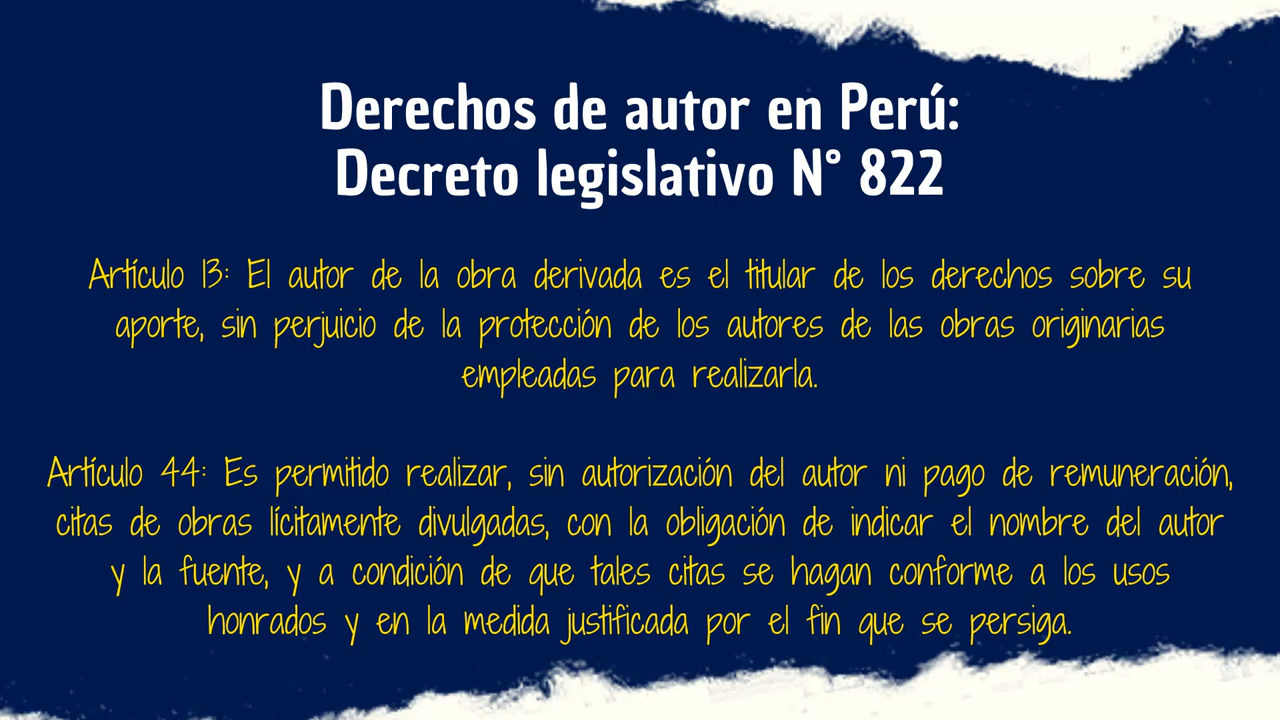 Derechos de autor en Perú:
Decreto legislativo N° 822
Artículo 13: El autor de la obra derivada es el titular de los derechos sobre su
aporte, sin perjuicio de la protección de los autores de las obras originarias
empleadas para realizarla.
Artículo 44: Es permitido realizar, sin autorización del autor ni pago de remuneración,
citas de obras lícitamente divulgadas, con la obligación de indicar el nombre del autor
y la fuente, y a condición de que tales citas se hagan conforme a los usos
honrados y en la medida justificada por el fin que se persiga.